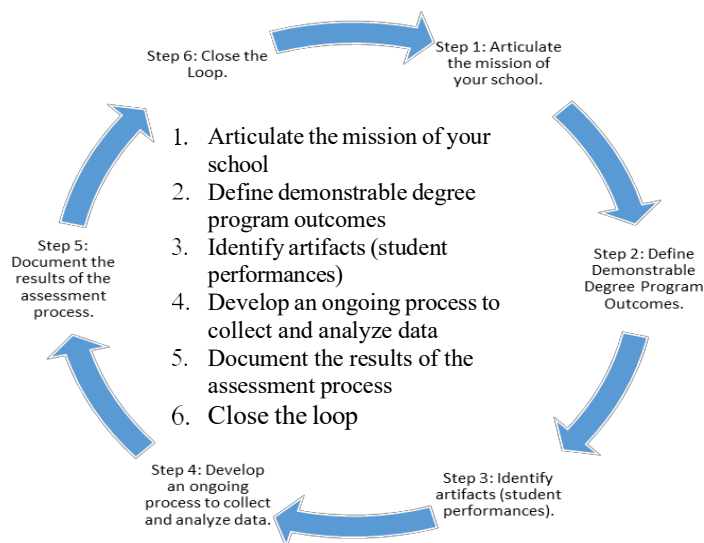 Step 1: Articulate
the mission of
your school.
Step 2: Define
Demonstrable
Degree Program
Outcomes.
Step 3: Identify
artifacts (student
performances).
Step 4: Develop
an ongoing
process to collect
and analyze data.
Step 5:
Document the
results of the
assessment
process.
Step 6: Close the
Loop.
1. Articulate the mission of your
school
2. Define demonstrable degree
program outcomes
3. Identify artifacts (student
performances)
4. Develop an ongoing process to
collect and analyze data
5. Document the results of the
assessment process
6. Close the loop